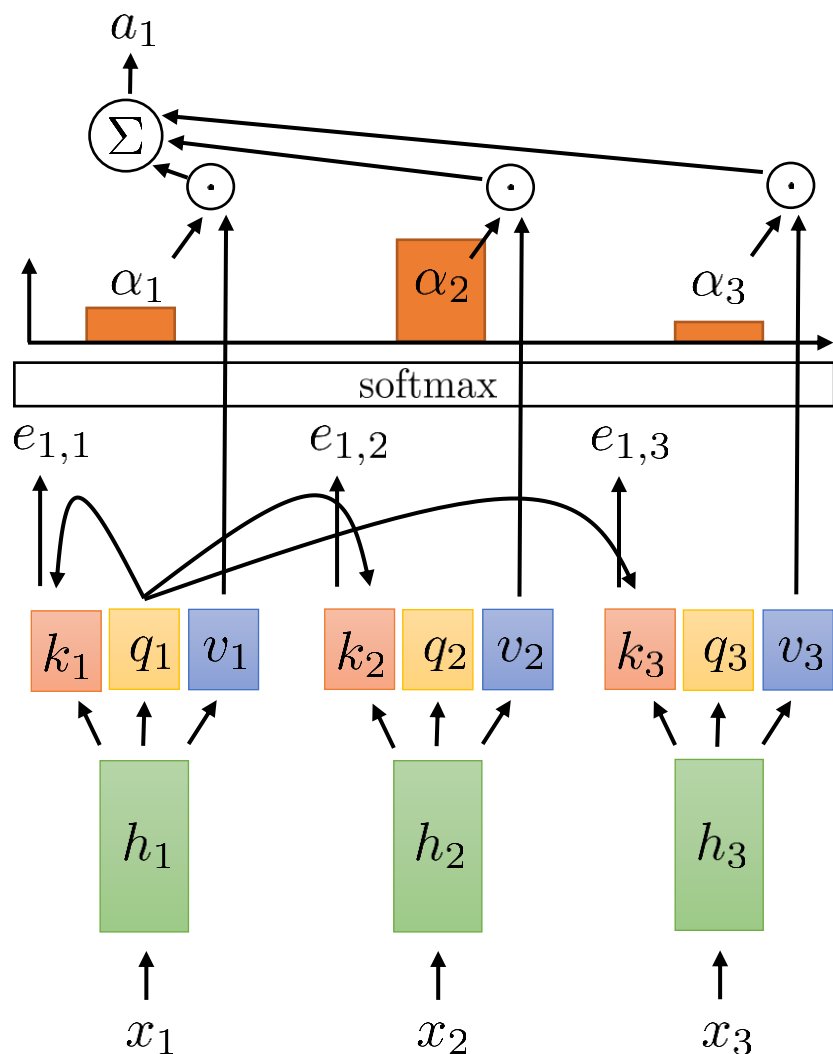 a₁
Σ
α₁ α₂ α₃
softmax
e₁,₁ e₁,₂ e₁,₃
k₁ q₁ v₁ k₂ q₂ v₂ k₃ q₃ v₃
h₁ h₂ h₃
x₁ x₂ x₃